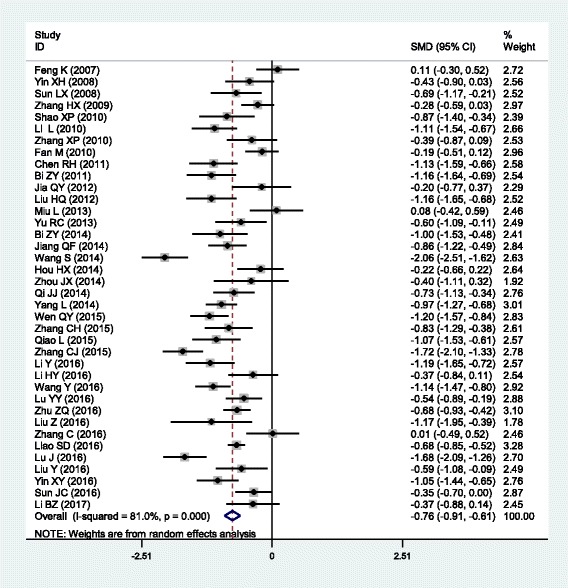 Study %
ID SMD (95% CI) Weight
Feng K (2007) 0.11 (-0.30, 0.52) 2.72
Yin XH (2008) -0.43 (-0.90, 0.03) 2.56
Sun LX (2008) -0.69 (-1.17, -0.21) 2.52
Zhang HX (2009) -0.28 (-0.59, 0.03) 2.97
Shao XP (2010) -0.87 (-1.40, -0.34) 2.39
LI L (2010) -1.11 (-1.54, -0.67) 2.66
Zhang XP (2010) -0.39 (-0.87, 0.09) 2.53
Fan M (2010) -0.19 (-0.51, 0.12) 2.96
Chen RH (2011) -1.13 (-1.59, -0.66) 2.58
Bi ZY (2011) -1.16 (-1.64, -0.69) 2.54
Jia QY (2012) -0.20 (-0.77, 0.37) 2.29
Liu HQ (2012) -1.16 (-1.65, -0.68) 2.52
Miu L (2013) 0.08 (-0.42, 0.59) 2.46
Yu RC (2013) -0.60 (-1.09, -0.11) 2.49
Bi ZY (2014) -1.00 (-1.53, -0.48) 2.41
Jiang QF (2014) -0.86 (-1.22, -0.49) 2.84
Wang S (2014) -2.06 (-2.51, -1.62) 2.63
Hou HX (2014) -0.22 (-0.66, 0.22) 2.64
Zhou JX (2014) -0.40 (-1.11, 0.32) 1.92
Qi JJ (2014) -0.73 (-1.13, -0.34) 2.76
Yang L (2014) -0.97 (-1.27, -0.68) 3.01
Wen QY (2015) -1.20 (-1.57, -0.84) 2.83
Zhang CH (2015) -0.83 (-1.29, -0.38) 2.61
Qiao L (2015) -1.07 (-1.53, -0.61) 2.57
Zhang CJ (2015) -1.72 (-2.10, -1.33) 2.78
Li Y (2016) -1.19 (-1.65, -0.72) 2.57
Li HY (2016) -0.37 (-0.84, 0.11) 2.54
Wang Y (2016) -1.14 (-1.47, -0.80) 2.92
Lu YY (2016) -0.54 (-0.89, -0.19) 2.88
Zhu ZQ (2016) -0.68 (-0.93, -0.42) 3.10
Liu Z (2016) -1.17 (-1.95, -0.39) 1.78
Zhang C (2016) 0.01 (-0.49, 0.52) 2.46
Liao SD (2016) -0.68 (-0.85, -0.52) 3.28
Lu J (2016) -1.68 (-2.09, -1.26) 2.70
Liu Y (2016) -0.59 (-1.08, -0.09) 2.49
Yin XY (2016) -1.05 (-1.44, -0.65) 2.76
Sun JC (2016) -0.35 (-0.70, 0.00) 2.87
Li BZ (2017) -0.37 (-0.88, 0.14) 2.45
Overall (I-squared = 81.0%, p = 0.000) -0.76 (-0.91, -0.61) 100.00
NOTE: Weights are from random effects analysis
-2.51 0 2.51